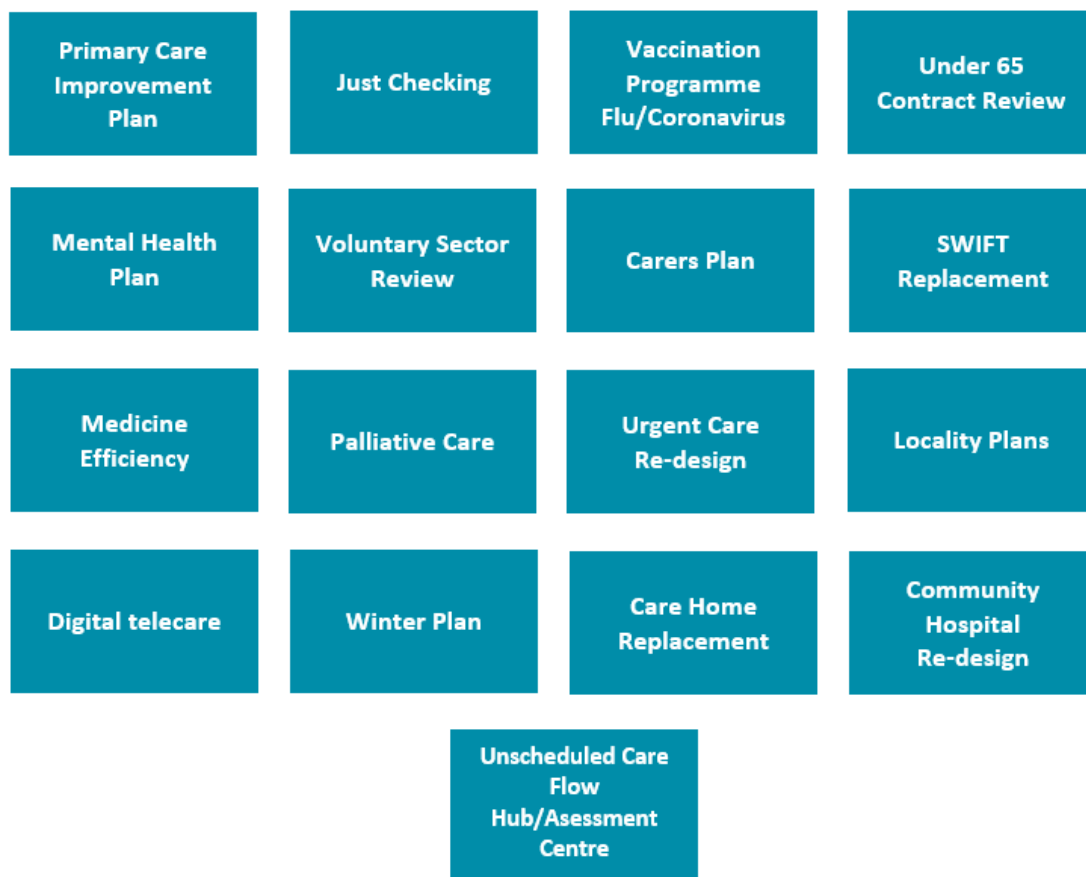 Primary Care
Improvement
Plan
Just Checking
Vaccination
Programme
Flu/Coronavirus
Under 65
Contract Review
Mental Health
Plan
Voluntary Sector
Review
Carers Plan
SWIFT
Replacement
Medicine
Efficiency
Palliative Care
Urgent Care
Re-design
Locality Plans
Digital telecare
Winter Plan
Care Home
Replacement
Community
Hospital
Re-design
Unscheduled Care
Flow
Hub/Asessment
Centre